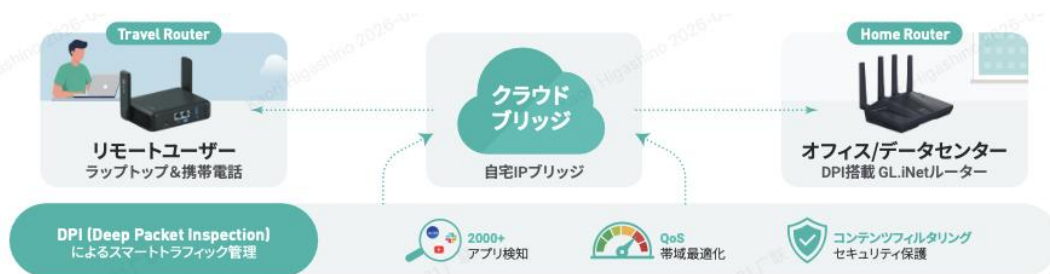 Travel Router
リモートユーザー
ラップトップ&携帯電話
クラウド
ブリッジ
自宅IPブリッジ
Home Router
オフィス/データセンター
DPI搭載 GL.iNetルーター
DPI (Deep Packet Inspection)
によるスマートトラフィック管理
2000+
アプリ検知
QoS
帯域最適化
コンテンツフィルタリング
セキュリティ保護